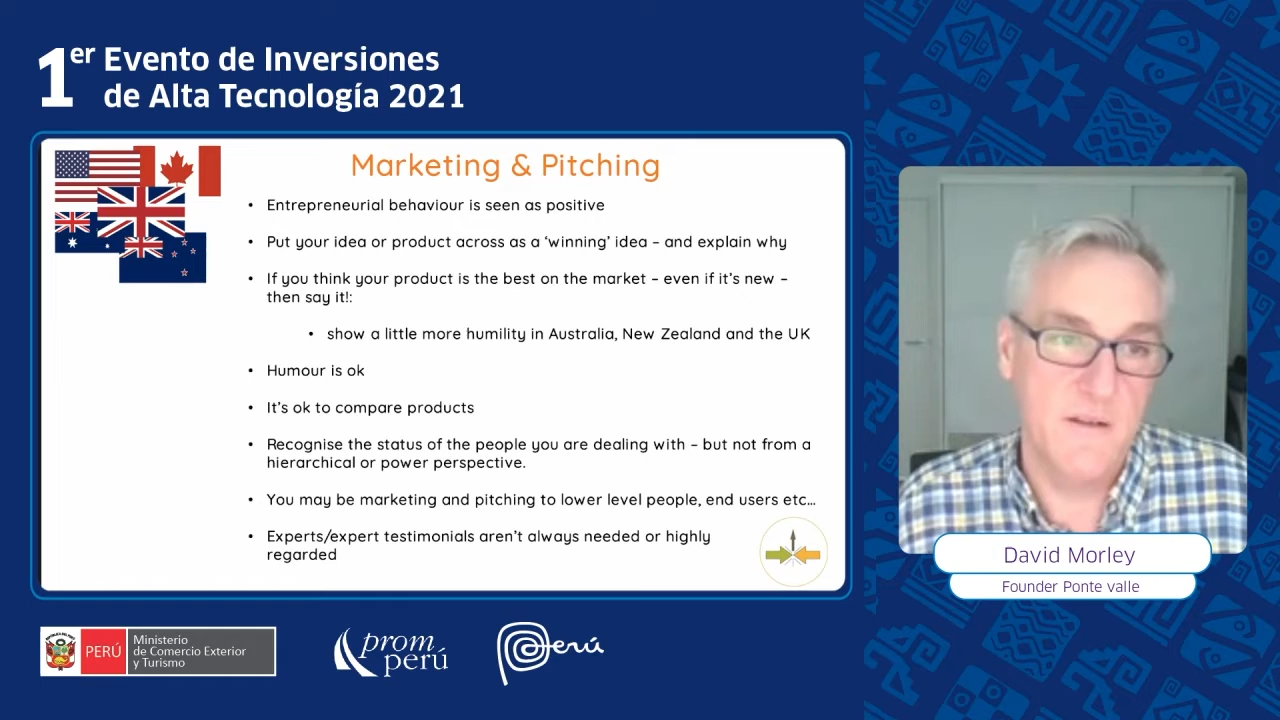 1er Evento de Inversiones
de Alta Tecnología 2021
Marketing & Pitching
• Entrepreneurial behaviour is seen as positive
• Put your idea or product across as a ‘winning’ idea – and explain why
• If you think your product is the best on the market – even if it’s new –
then say it!:
• show a little more humility in Australia, New Zealand and the UK
• Humour is ok
• It’s ok to compare products
• Recognise the status of the people you are dealing with – but not from a
hierarchical or power perspective.
• You may be marketing and pitching to lower level people, end users etc…
• Experts/expert testimonials aren’t always needed or highly
regarded
David Morley
Founder Ponte valle
PERÚ
Ministerio
de Comercio Exterior
y Turismo
prom
perú
Perú